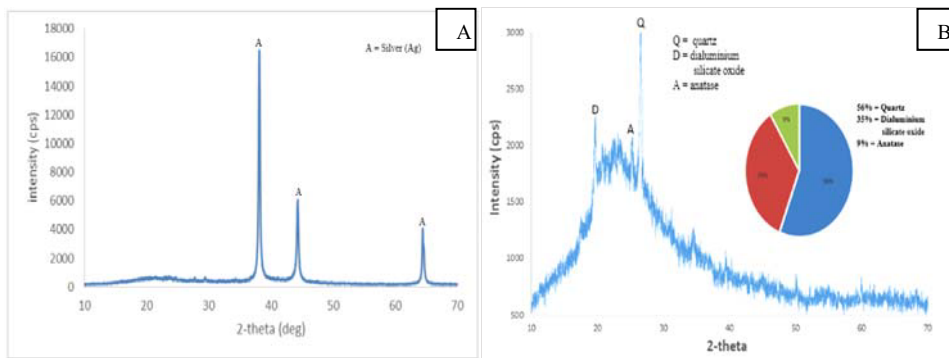 A
18000
16000
14000
12000
10000
8000
6000
4000
2000
0
intensity (cps)
A
A
A
A = Silver (Ag)
10 20 30 40 50 60 70
2-theta (deg)
B
3000
2500
2000
1500
1000
500
Intensity (cps)
Q
D
A
Q = quartz
D = dialuminium
silicate oxide
A = anatase
56% = Quartz
35% = Dialuminium
silicate oxide
9% = Anatase
9%
56%
10 20 30 40 50 60 70
2-theta